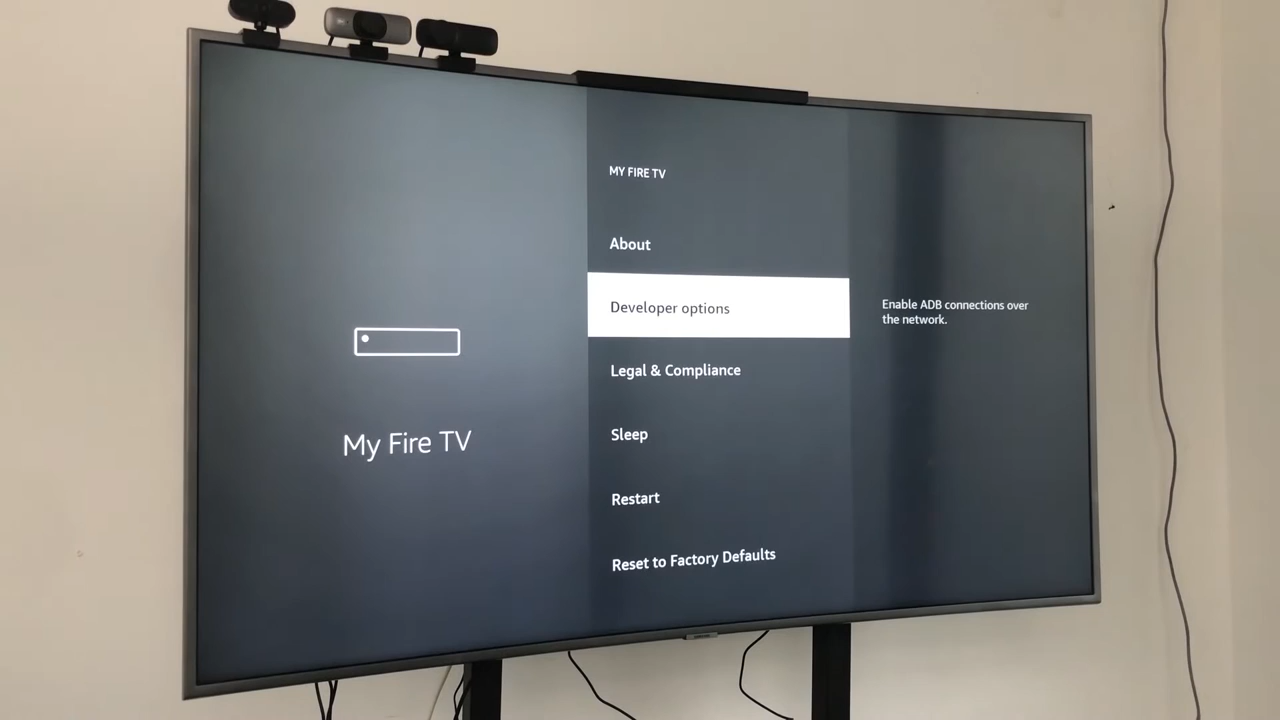 MY FIRE TV
About
Developer options
Legal & Compliance
Sleep
Restart
Reset to Factory Defaults
My Fire TV
Enable ADB connections over
the network.